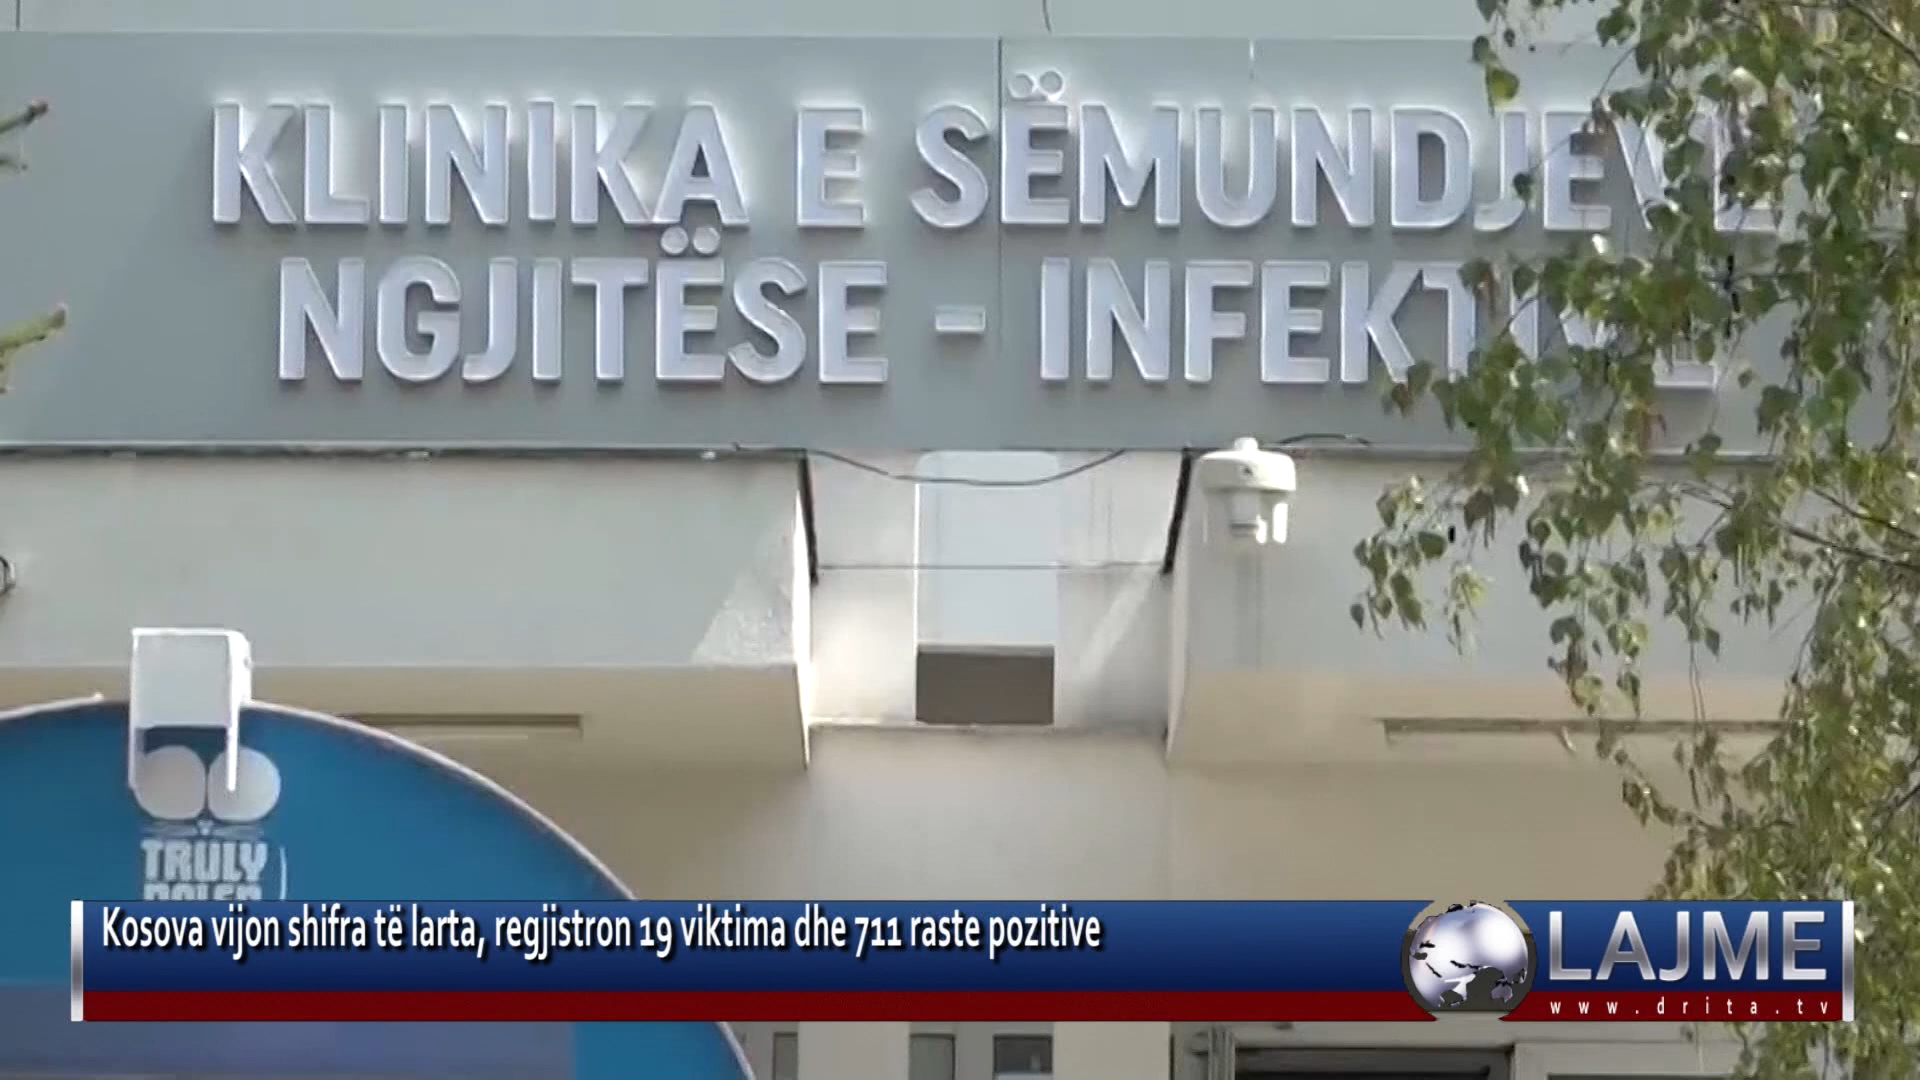 KLINIKA E SËMUNDJEVE
NGJITËSE - INFEKTIVE
TRULY
Kosova vijon shifra të larta, regjistron 19 viktima dhe 711 raste pozitive
LAJME
www.drita.tv